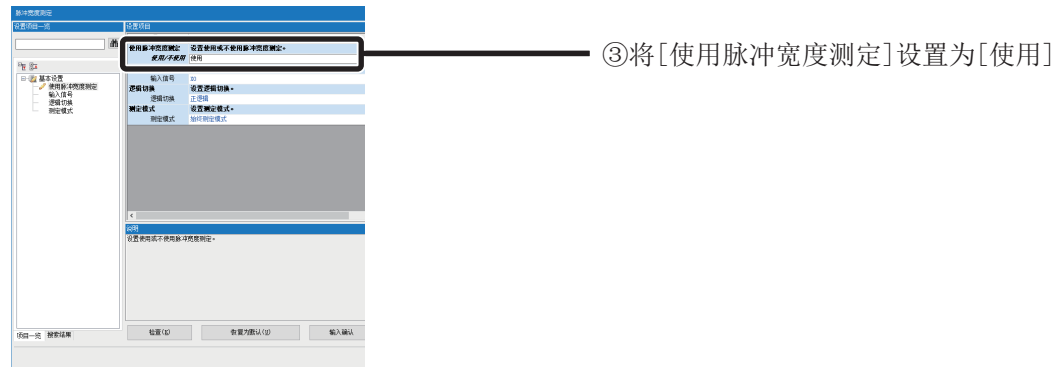 脉冲宽度测定
设置项目一览
设置项目
使用脉冲宽度测定 设置使用或不使用脉冲宽度测定。
使用/不使用 使用
输入信号 X0
逻辑切换 设置逻辑切换。
逻辑切换 正逻辑
测定模式 设置测定模式。
测定模式 始终测定模式
基本设置
使用脉冲宽度测定
输入信号
逻辑切换
测定模式
说明
设置使用或不使用脉冲宽度测定。
项目一览 搜索结果
检查(K)
恢复为默认(U)
输入确认
③将[使用脉冲宽度测定]设置为[使用]